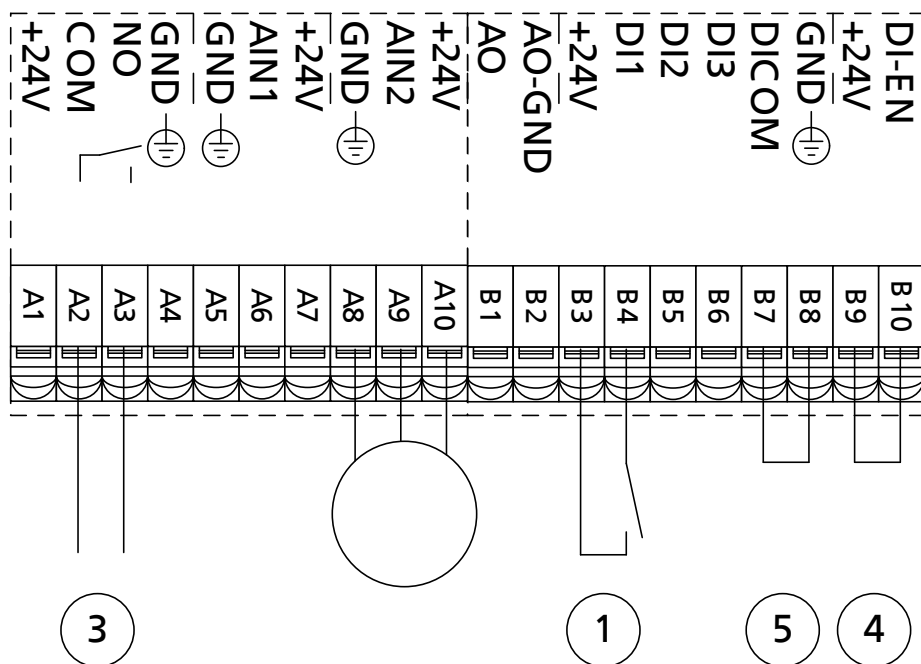 +24V
COM
NO
GND
GND
AIN1
+24V
GND
AIN2
+24V
AO
AO-GND
+24V
DI1
DI2
DI3
DICOM
GND
+24V
DI-EN
A1
A2
A3
A4
A5
A6
A7
A8
A9
A10
B1
B2
B3
B4
B5
B6
B7
B8
B9
B10
3
1
5
4